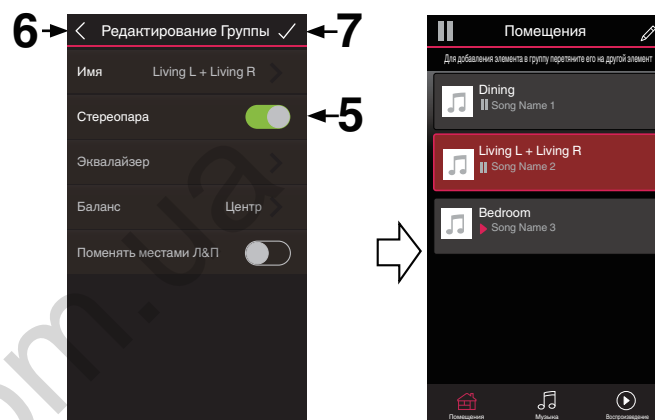 6
Редактирование Группы
7
Имя Living L + Living R
Стереопара
5
Эквалайзер
Баланс Центр
Поменять местами Л&П
Помещения
Для добавления элемента в группу перетяните его на другой элемент
Dining
Song Name 1
Living L + Living R
Song Name 2
Bedroom
Song Name 3
Помещения Музыка Воспроизведение
om.ua